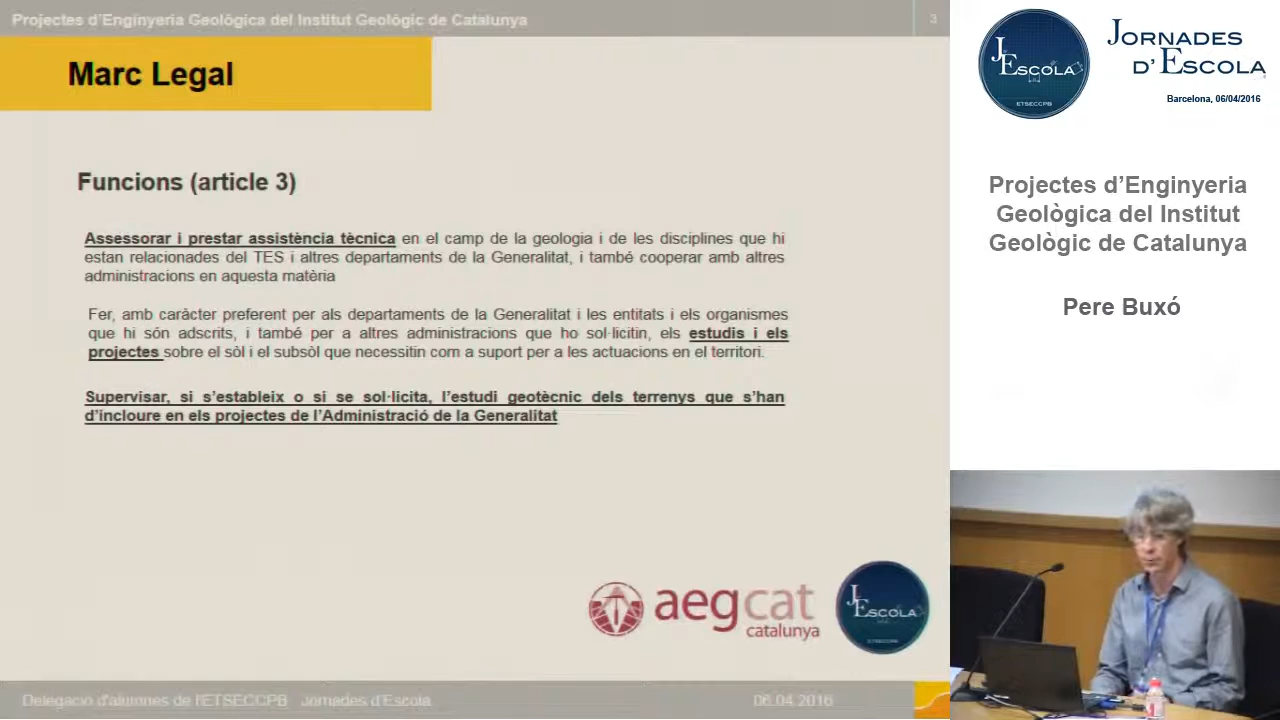 Projectes d'Enginyeria Geològica del Institut Geològic de Catalunya
3
Marc Legal
Funcions (article 3)
Assessorar i prestar assistència tècnica en el camp de la geologia i de les disciplines que hi
estan relacionades del TES i altres departaments de la Generalitat, i també cooperar amb altres
administracions en aquesta matèria
Fer, amb caràcter preferent per als departaments de la Generalitat i les entitats i els organismes
que hi són adscrits, i també per a altres administracions que ho sol·licitin, els estudis i els
projectes sobre el sòl i el subsòl que necessitin com a suport per a les actuacions en el territori.
Supervisar, si s'estableix o si se sol·licita, l'estudi geotècnic dels terrenys que s'han
d'incloure en els projectes de l'Administració de la Generalitat
aegcat
catalunya
JESCOLA
ETSECCPB
Delegacio d'alumnes de l'ETSECCPB Jornades d'Escola
06.04.2016
JESCOLA
ETSECCPB
JORNADES
D'ESCOLA
Barcelona, 06/04/2016
Projectes d'Enginyeria
Geològica del Institut
Geològic de Catalunya
Pere Buxó